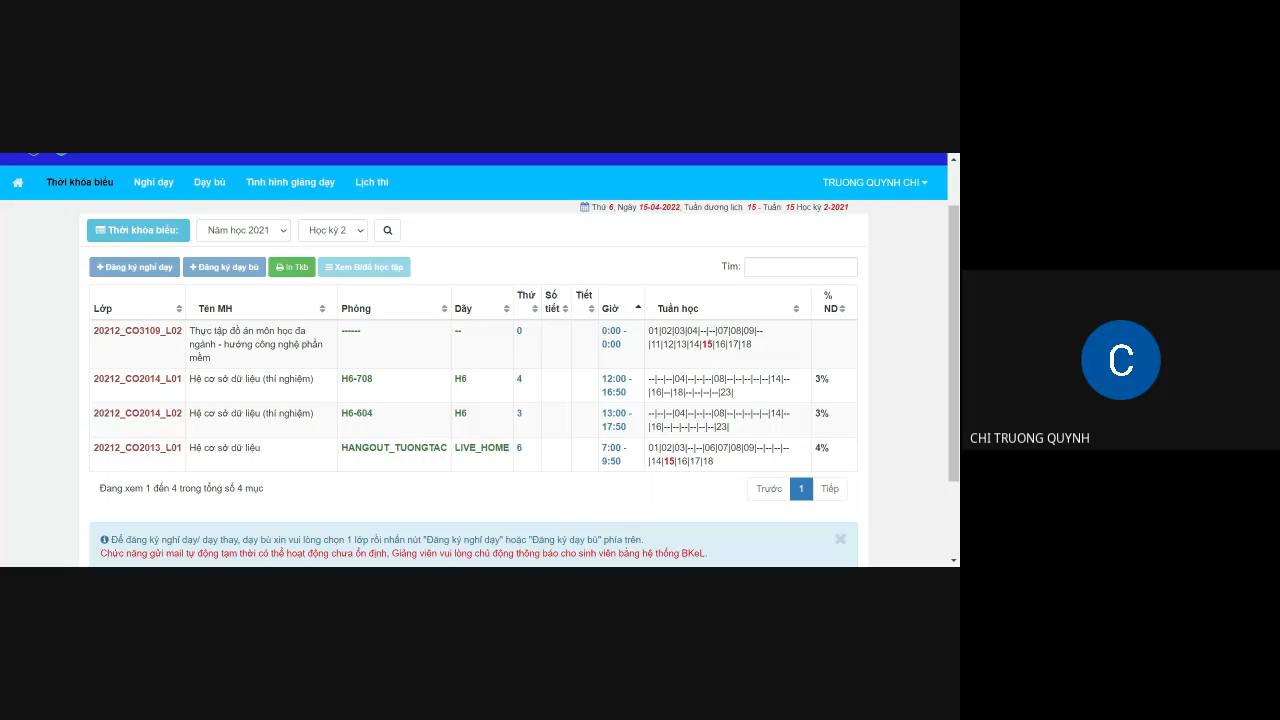 Thời khóa biểu Nghỉ dạy Dạy bù Tình hình giảng dạy Lịch thi TRUONG QUYNH CHI
Thứ 6, Ngày 15-04-2022, Tuần dương lịch 15 - Tuần 15 Học kỳ 2-2021
Thời khóa biểu: Năm học 2021 Học kỳ 2
Đăng ký nghỉ dạy Đăng ký dạy bù In Tkb Xem B/đồ học tập Tìm:
Lớp Tên MH Phòng Dãy Thứ Số tiết Tiết Giờ Tuần học % ND
20212_CO3109_L02 Thực tập đồ án môn học đa ------ -- 0 0:00 - 01|02|03|04|--|--|07|08|09|--
ngành - hướng công nghệ phần 0:00 |11|12|13|14|15|16|17|18
mềm
20212_CO2014_L01 Hệ cơ sở dữ liệu (thí nghiệm) H6-708 H6 4 12:00 - --|--|--|04|--|--|--|08|--|--|--|--|--|14|-- 3%
16:50 |16|--|18|--|--|--|--|23|
20212_CO2014_L02 Hệ cơ sở dữ liệu (thí nghiệm) H6-604 H6 3 13:00 - --|--|--|04|--|--|--|08|--|--|--|--|--|14|-- 3%
17:50 |16|--|--|--|--|--|--|23|
20212_CO2013_L01 Hệ cơ sở dữ liệu HANGOUT_TUONGTAC LIVE_HOME 6 7:00 - 01|02|03|--|--|06|07|08|09|--|--|--|-- 4%
9:50 |14|15|16|17|18
Đang xem 1 đến 4 trong tổng số 4 mục Trước 1 Tiếp
Để đăng ký nghỉ dạy/ dạy thay, dạy bù xin vui lòng chọn 1 lớp rồi nhấn nút "Đăng ký nghỉ dạy" hoặc "Đăng ký dạy bù" phía trên.
Chức năng gửi mail tự động tạm thời có thể hoạt động chưa ổn định, Giảng viên vui lòng chủ động thông báo cho sinh viên bằng hệ thống BKeL.
C
CHI TRUONG QUYNH